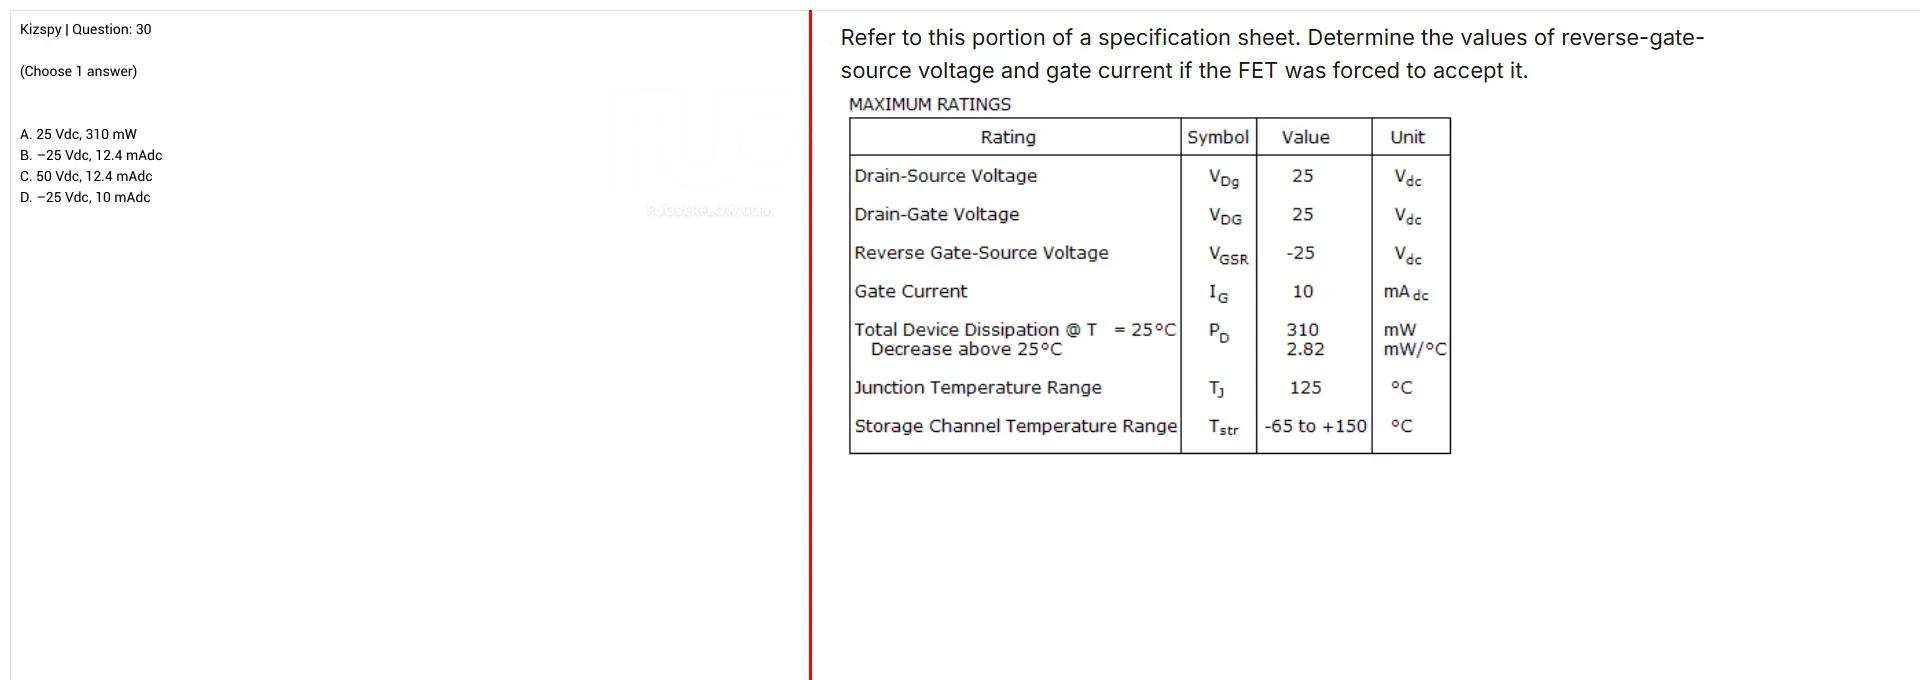 Kizspy | Question: 30
(Choose 1 answer)
A. 25 Vdc, 310 mW
B. −25 Vdc, 12.4 mAdc
C. 50 Vdc, 12.4 mAdc
D. −25 Vdc, 10 mAdc
FUOVERFLOW.COM
Refer to this portion of a specification sheet. Determine the values of reverse-gate-
source voltage and gate current if the FET was forced to accept it.
MAXIMUM RATINGS
Rating Symbol Value Unit
Drain-Source Voltage VDg 25 Vdc
Drain-Gate Voltage VDG 25 Vdc
Reverse Gate-Source Voltage VGSR -25 Vdc
Gate Current IG 10 mAdc
Total Device Dissipation @ T = 25°C PD 310 mW
Decrease above 25°C 2.82 mW/°C
Junction Temperature Range TJ 125 °C
Storage Channel Temperature Range Tstr -65 to +150 °C